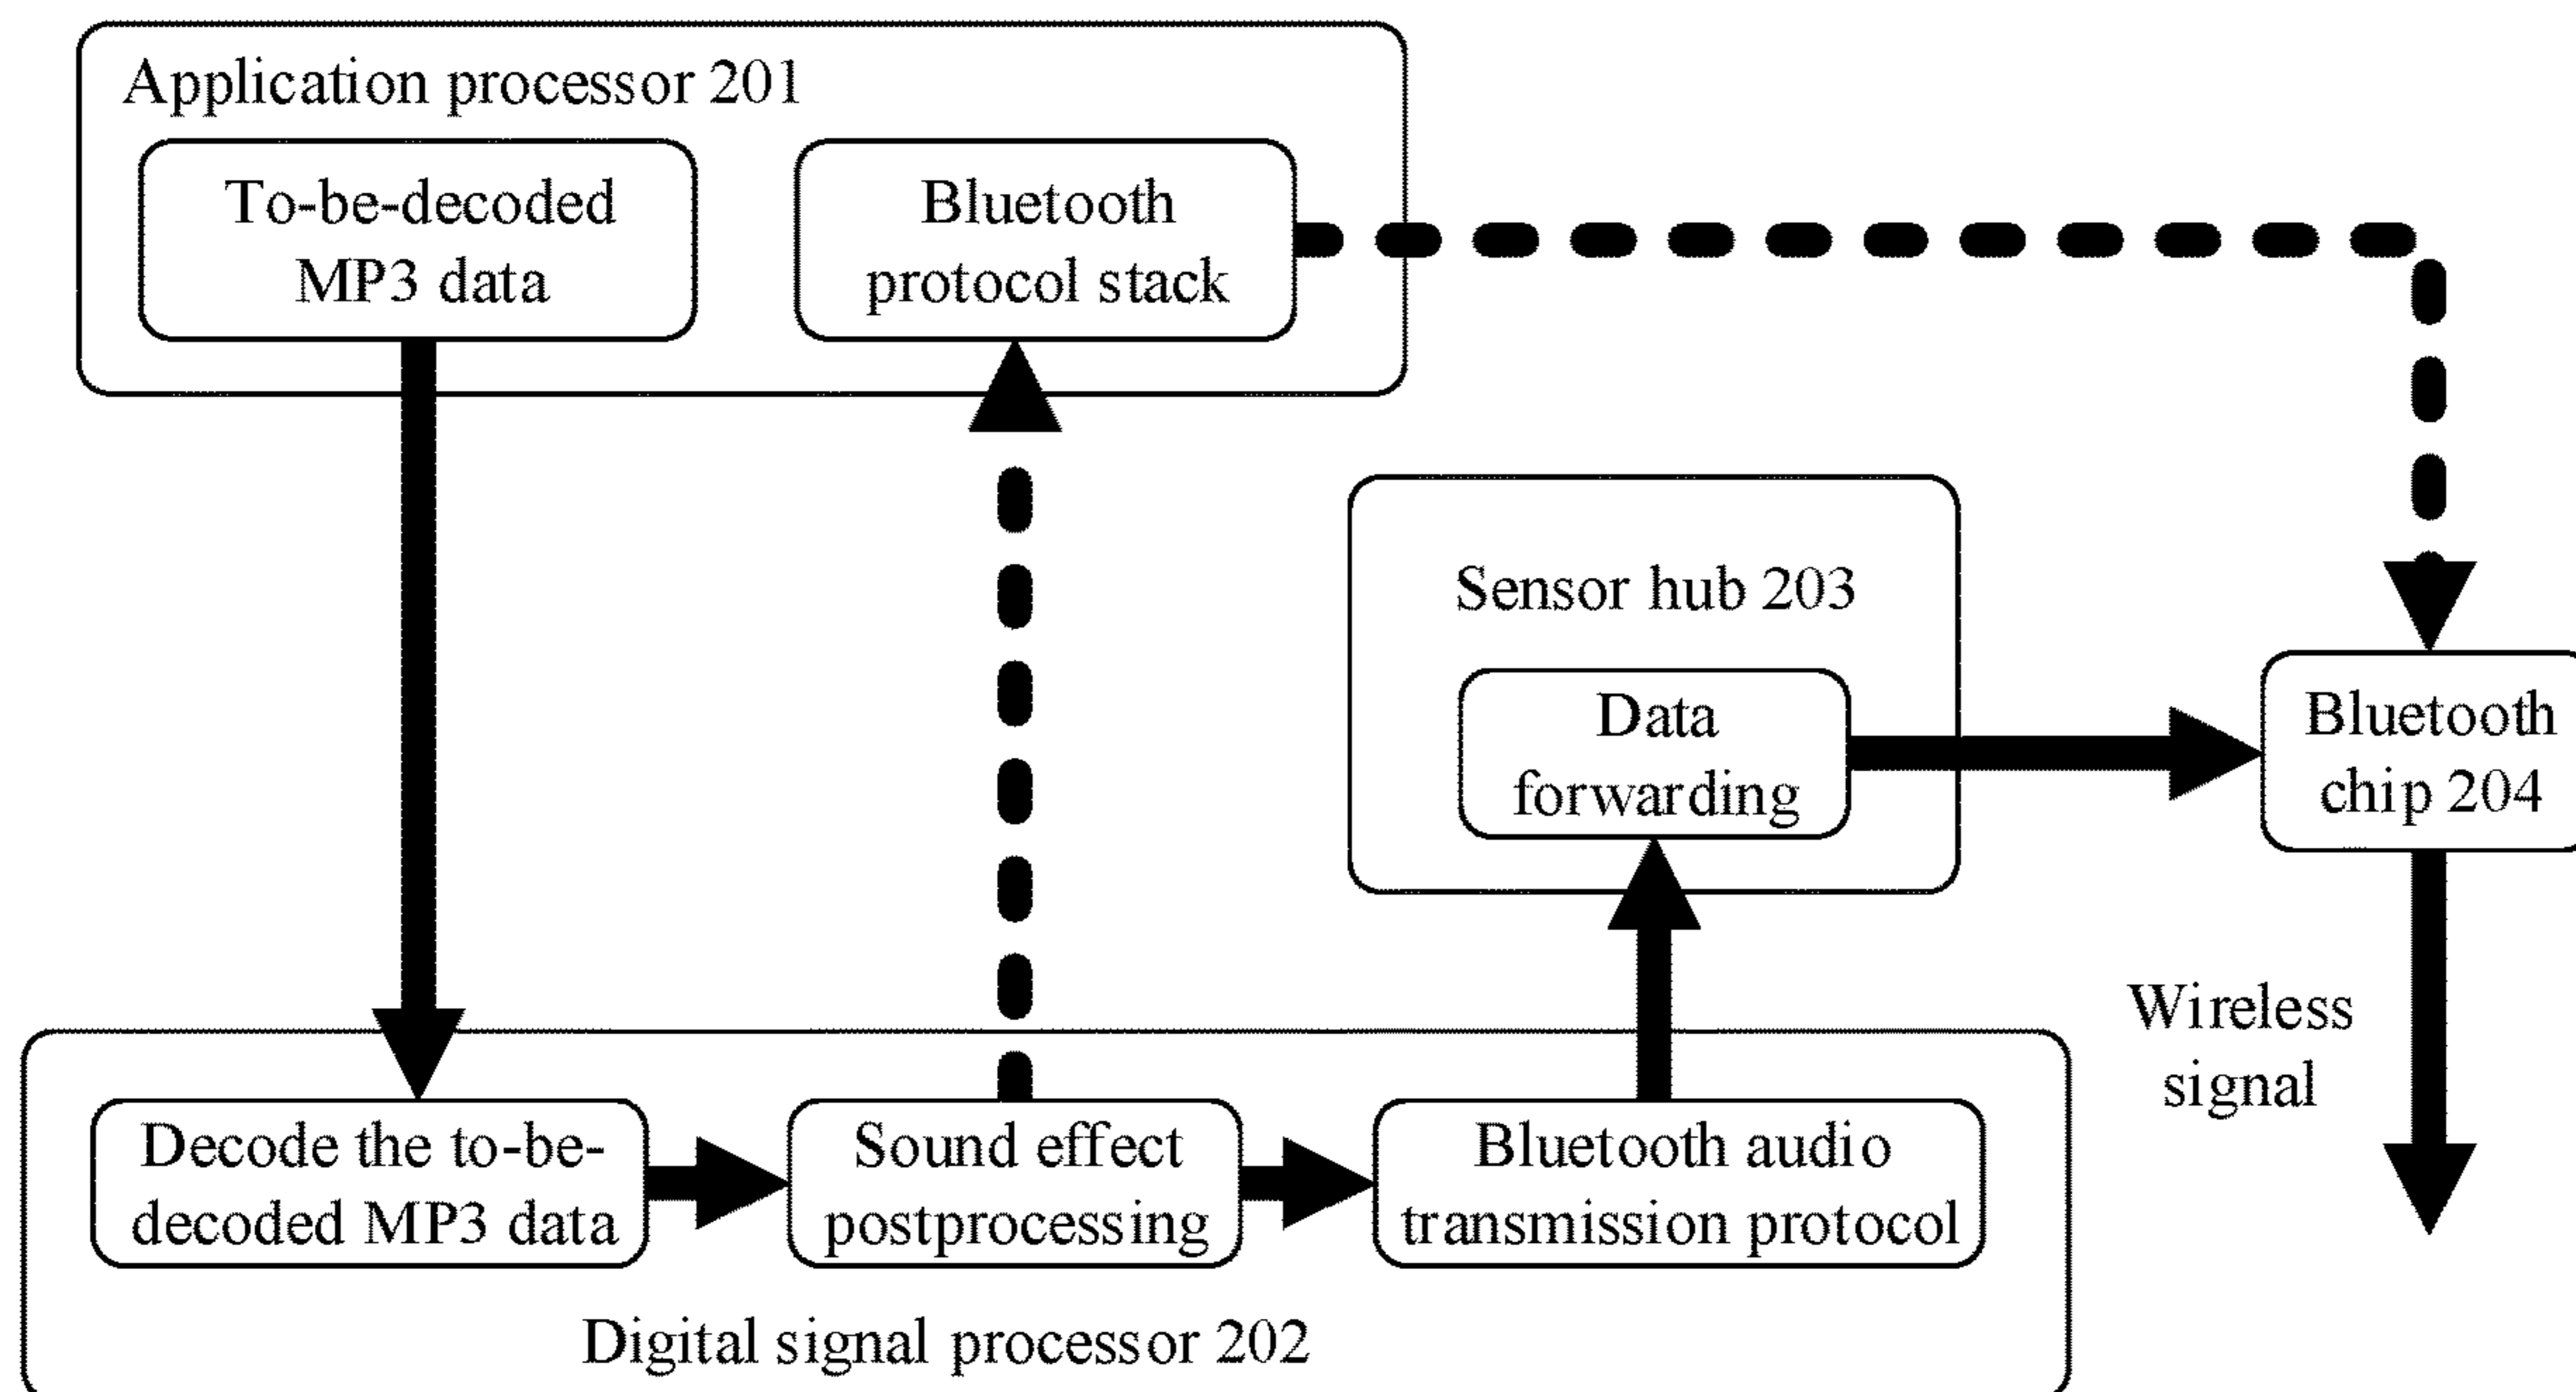 Application processor 201
To-be-decoded
MP3 data
Bluetooth
protocol stack
Sensor hub 203
Data
forwarding
Bluetooth
chip 204
Wireless
signal
Decode the to-be-
decoded MP3 data
Sound effect
postprocessing
Bluetooth audio
transmission protocol
Digital signal processor 202